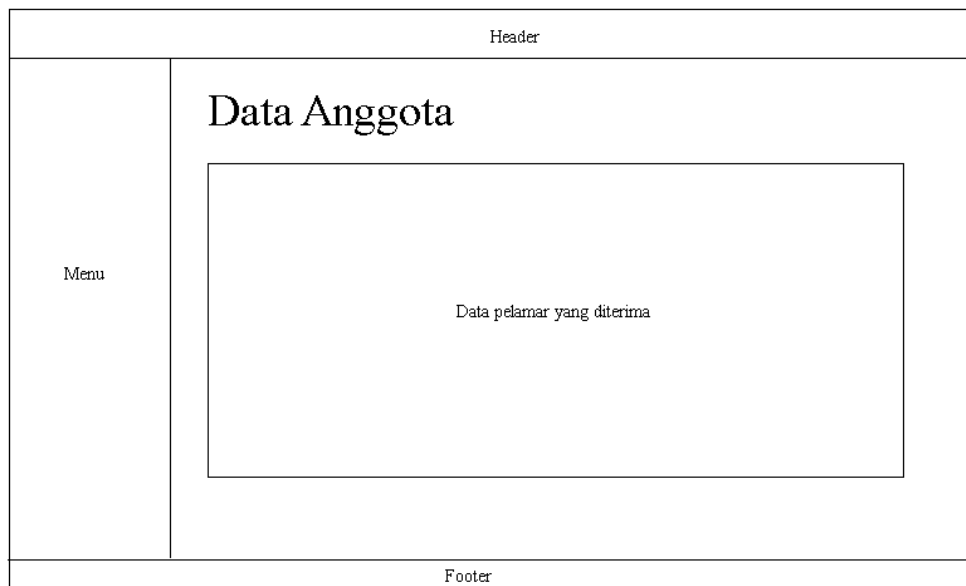 Header
Data Anggota
Menu
Data pelamar yang diterima
Footer